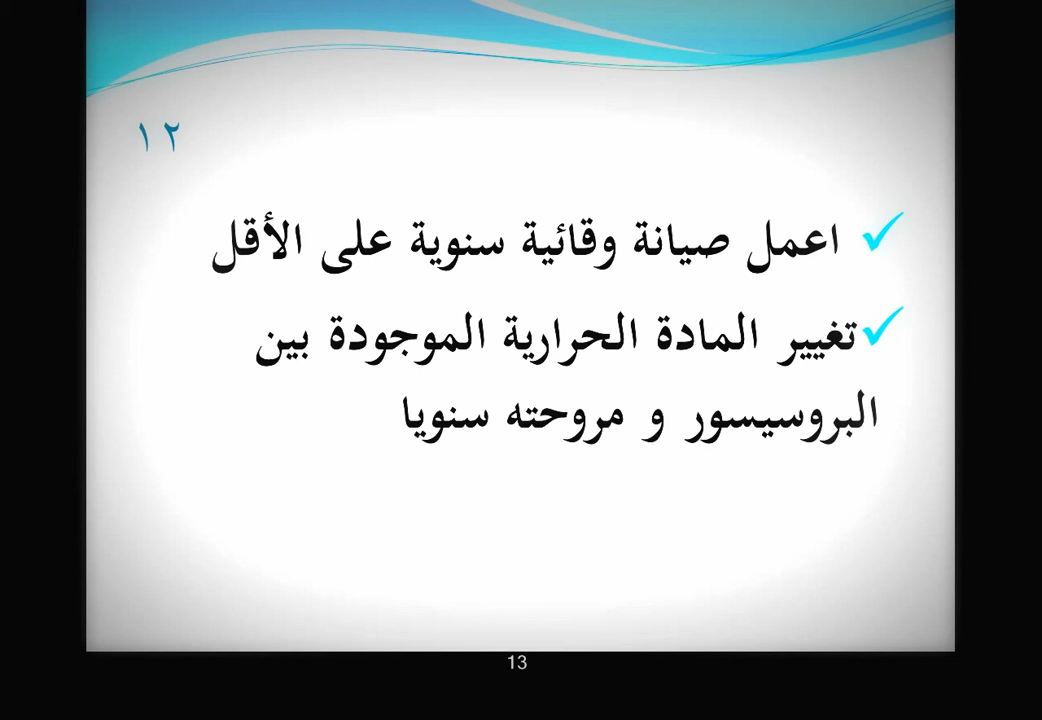 ١٢
✓ اعمل صيانة وقائية سنوية على الأقل
✓ تغيير المادة الحرارية الموجودة بين
البروسيسور و مروحته سنويا
13